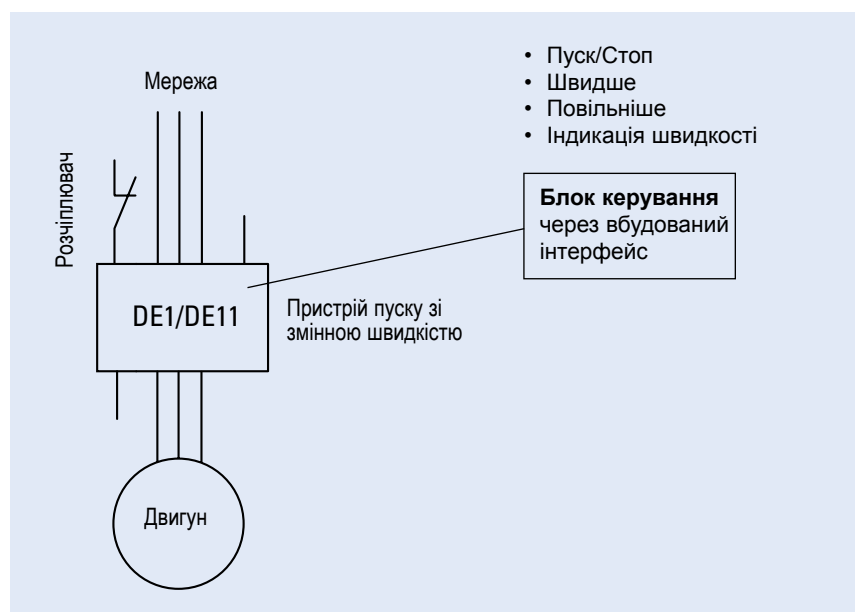 Мережа
• Пуск/Стоп
• Швидше
• Повільніше
• Індикація швидкості
Розчіплювач
Блок керування
через вбудований
інтерфейс
DE1/DE11
Пристрій пуску зі
змінною швидкістю
Двигун